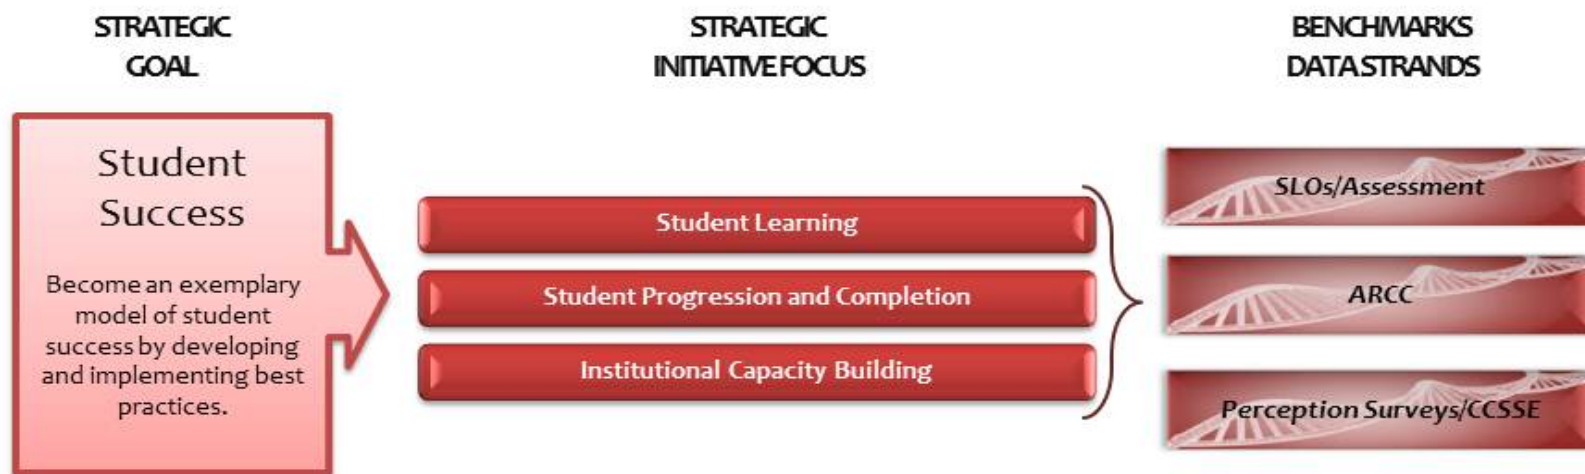 STRATEGIC
GOAL
STRATEGIC
INITIATIVE FOCUS
BENCHMARKS
DATA STRANDS
Student
Success
Become an exemplary
model of student
success by developing
and implementing best
practices.
Student Learning
Student Progression and Completion
Institutional Capacity Building
SLOs/Assessment
ARCC
Perception Surveys/CCSSE